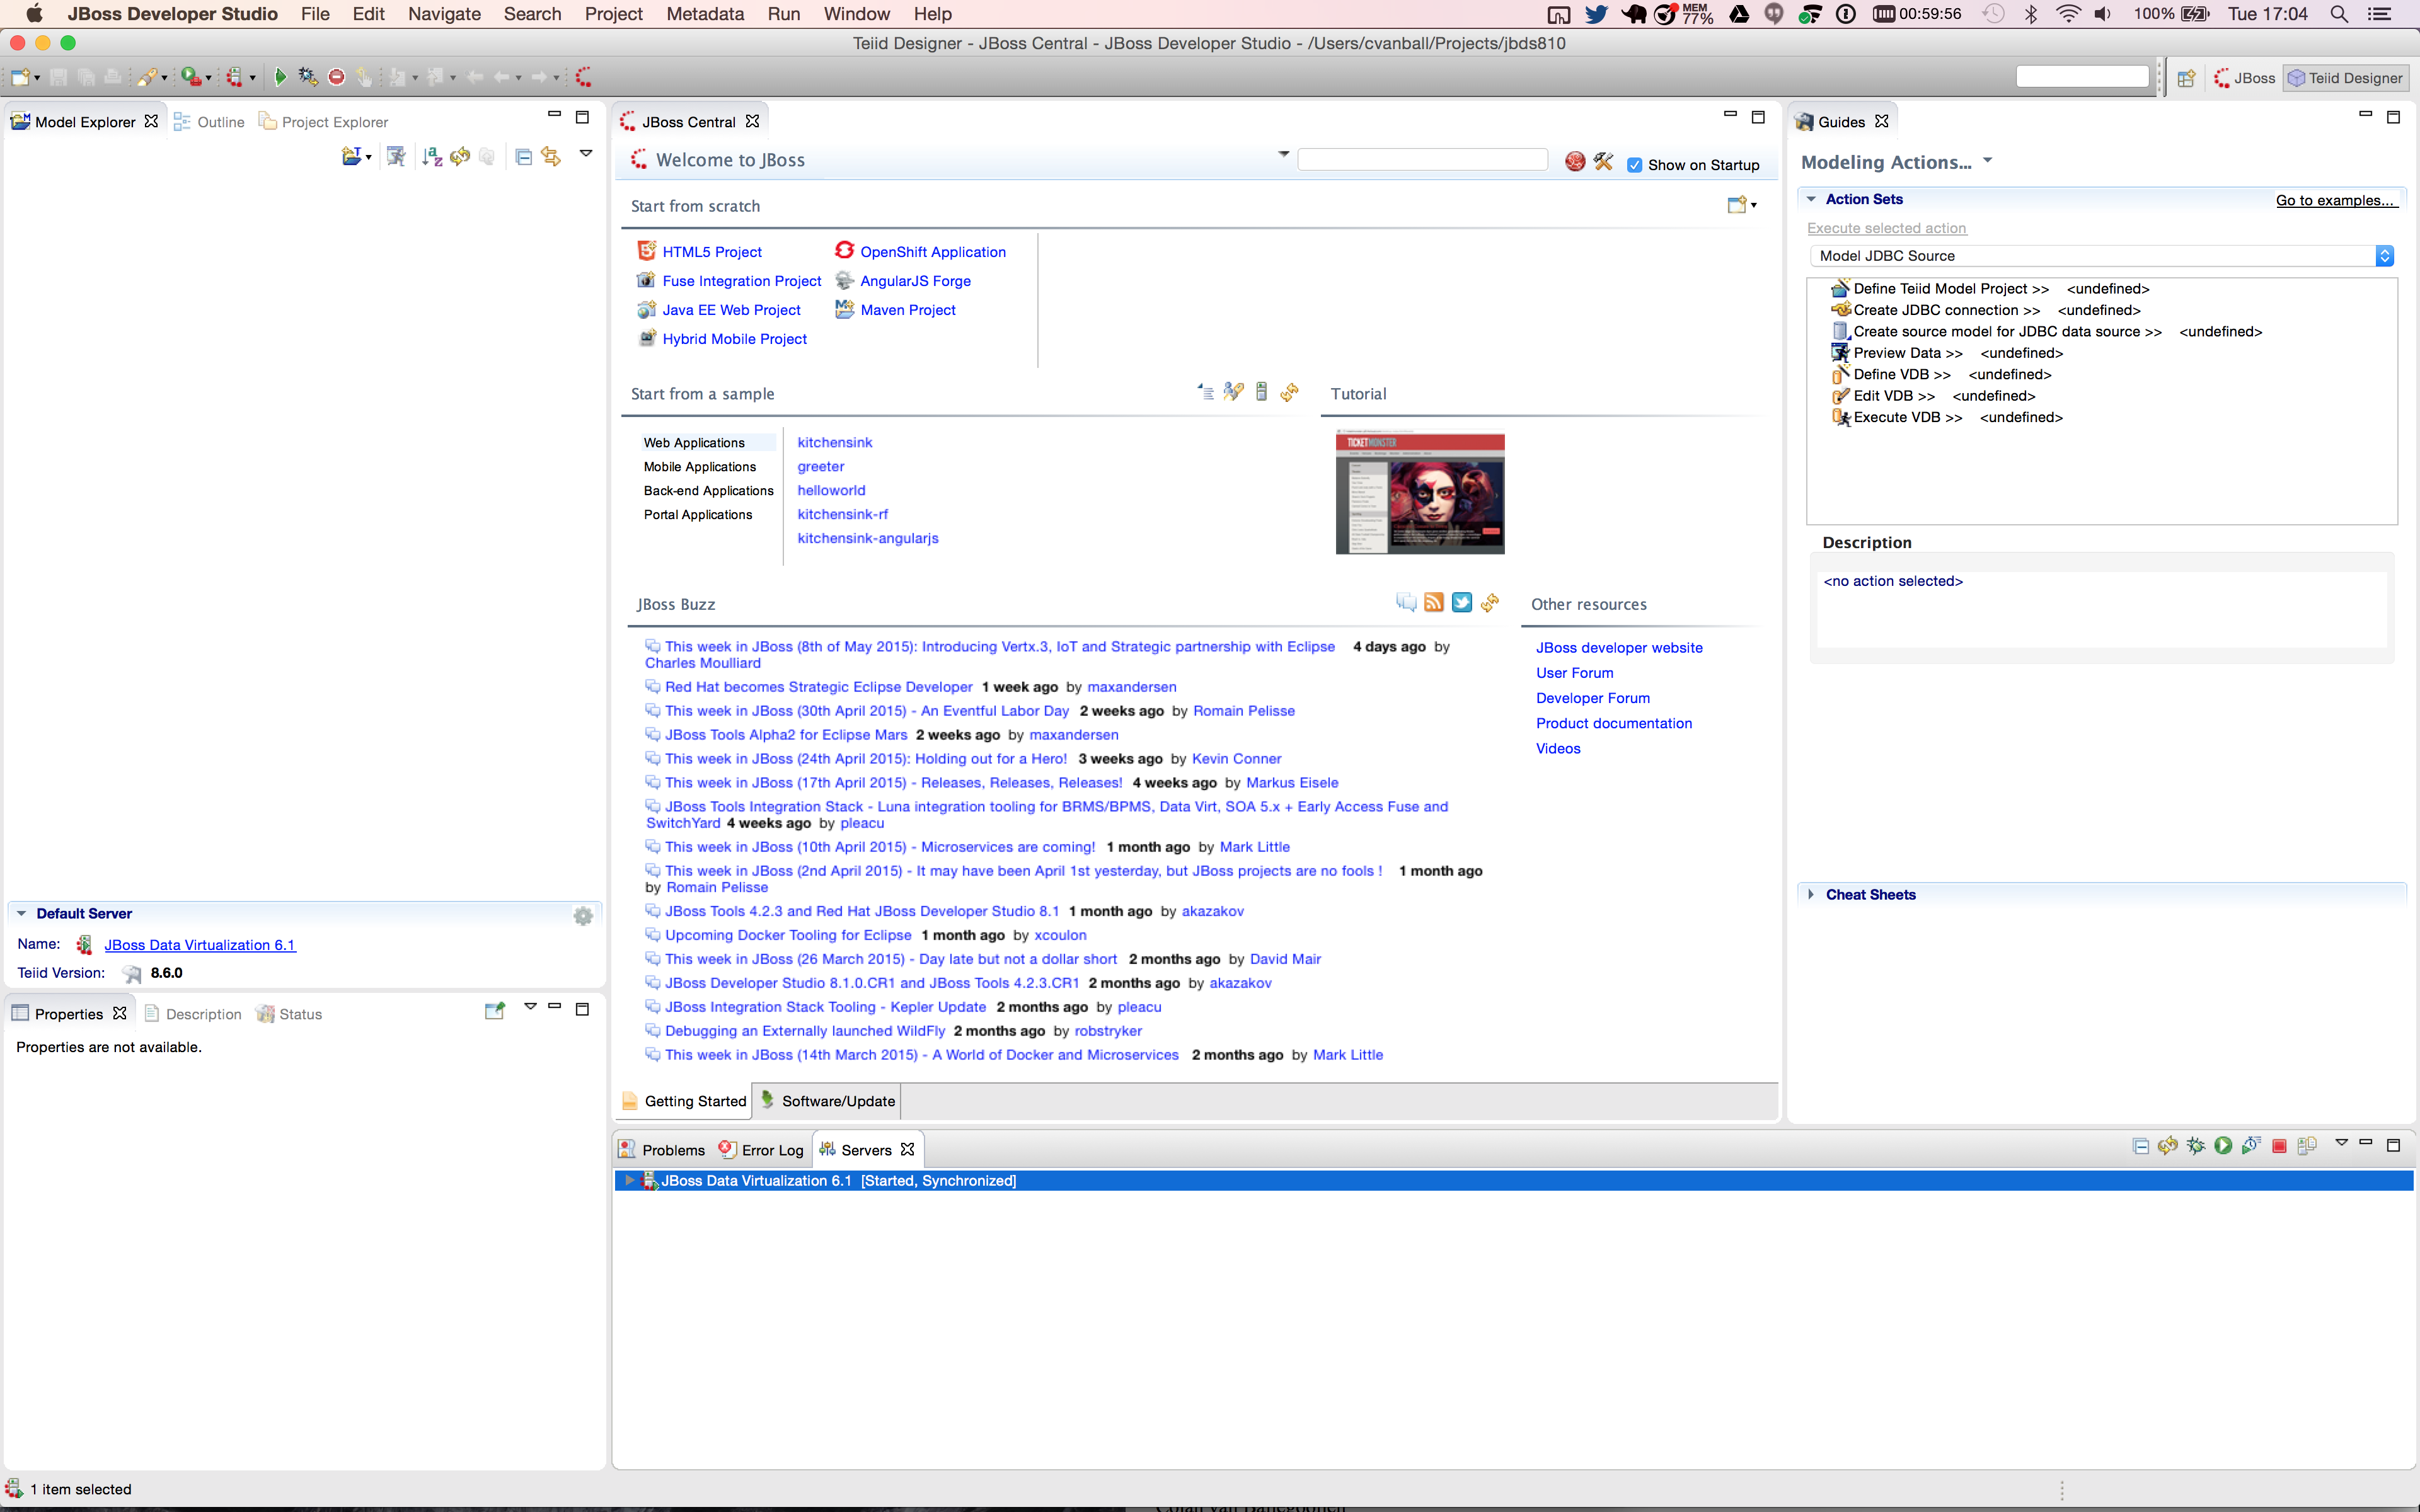 JBoss Developer Studio File Edit Navigate Search Project Metadata Run Window Help MEM 77% 00:59:56 100% Tue 17:04
Teiid Designer - JBoss Central - JBoss Developer Studio - /Users/cvanball/Projects/jbds810
JBoss Teiid Designer
Model Explorer Outline Project Explorer
Default Server
Name: JBoss Data Virtualization 6.1
Teiid Version: 8.6.0
Properties Description Status
Properties are not available.
JBoss Central
Welcome to JBoss Show on Startup
Start from scratch
HTML5 Project OpenShift Application
Fuse Integration Project AngularJS Forge
Java EE Web Project Maven Project
Hybrid Mobile Project
Start from a sample Tutorial
Web Applications kitchensink
Mobile Applications greeter
Back-end Applications helloworld
Portal Applications kitchensink-rf
kitchensink-angularjs
TICKETMONSTER
JBoss Buzz
This week in JBoss (8th of May 2015): Introducing Vertx.3, IoT and Strategic partnership with Eclipse 4 days ago by
Charles Moulliard
Red Hat becomes Strategic Eclipse Developer 1 week ago by maxandersen
This week in JBoss (30th April 2015) - An Eventful Labor Day 2 weeks ago by Romain Pelisse
JBoss Tools Alpha2 for Eclipse Mars 2 weeks ago by maxandersen
This week in JBoss (24th April 2015): Holding out for a Hero! 3 weeks ago by Kevin Conner
This week in JBoss (17th April 2015) - Releases, Releases, Releases! 4 weeks ago by Markus Eisele
JBoss Tools Integration Stack - Luna integration tooling for BRMS/BPMS, Data Virt, SOA 5.x + Early Access Fuse and
SwitchYard 4 weeks ago by pleacu
This week in JBoss (10th April 2015) - Microservices are coming! 1 month ago by Mark Little
This week in JBoss (2nd April 2015) - It may have been April 1st yesterday, but JBoss projects are no fools ! 1 month ago
by Romain Pelisse
JBoss Tools 4.2.3 and Red Hat JBoss Developer Studio 8.1 1 month ago by akazakov
Upcoming Docker Tooling for Eclipse 1 month ago by xcoulon
This week in JBoss (26 March 2015) - Day late but not a dollar short 2 months ago by David Mair
JBoss Developer Studio 8.1.0.CR1 and JBoss Tools 4.2.3.CR1 2 months ago by akazakov
JBoss Integration Stack Tooling - Kepler Update 2 months ago by pleacu
Debugging an Externally launched WildFly 2 months ago by robstryker
This week in JBoss (14th March 2015) - A World of Docker and Microservices 2 months ago by Mark Little
Other resources
JBoss developer website
User Forum
Developer Forum
Product documentation
Videos
Getting Started Software/Update
Problems Error Log Servers
JBoss Data Virtualization 6.1 [Started, Synchronized]
Guides
Modeling Actions...
Action Sets Go to examples...
Execute selected action
Model JDBC Source
Define Teiid Model Project >> <undefined>
Create JDBC connection >> <undefined>
Create source model for JDBC data source >> <undefined>
Preview Data >> <undefined>
Define VDB >> <undefined>
Edit VDB >> <undefined>
Execute VDB >> <undefined>
Description
<no action selected>
Cheat Sheets
1 item selected